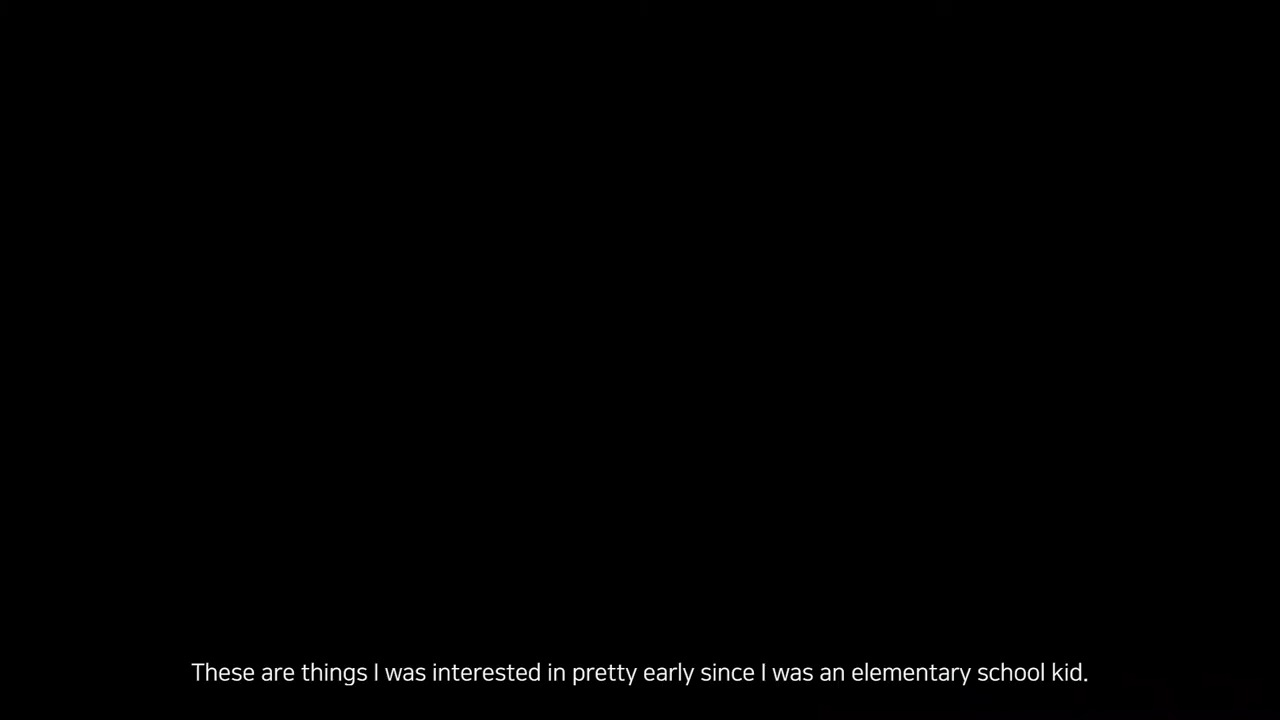 These are things I was interested in pretty early since I was an elementary school kid.